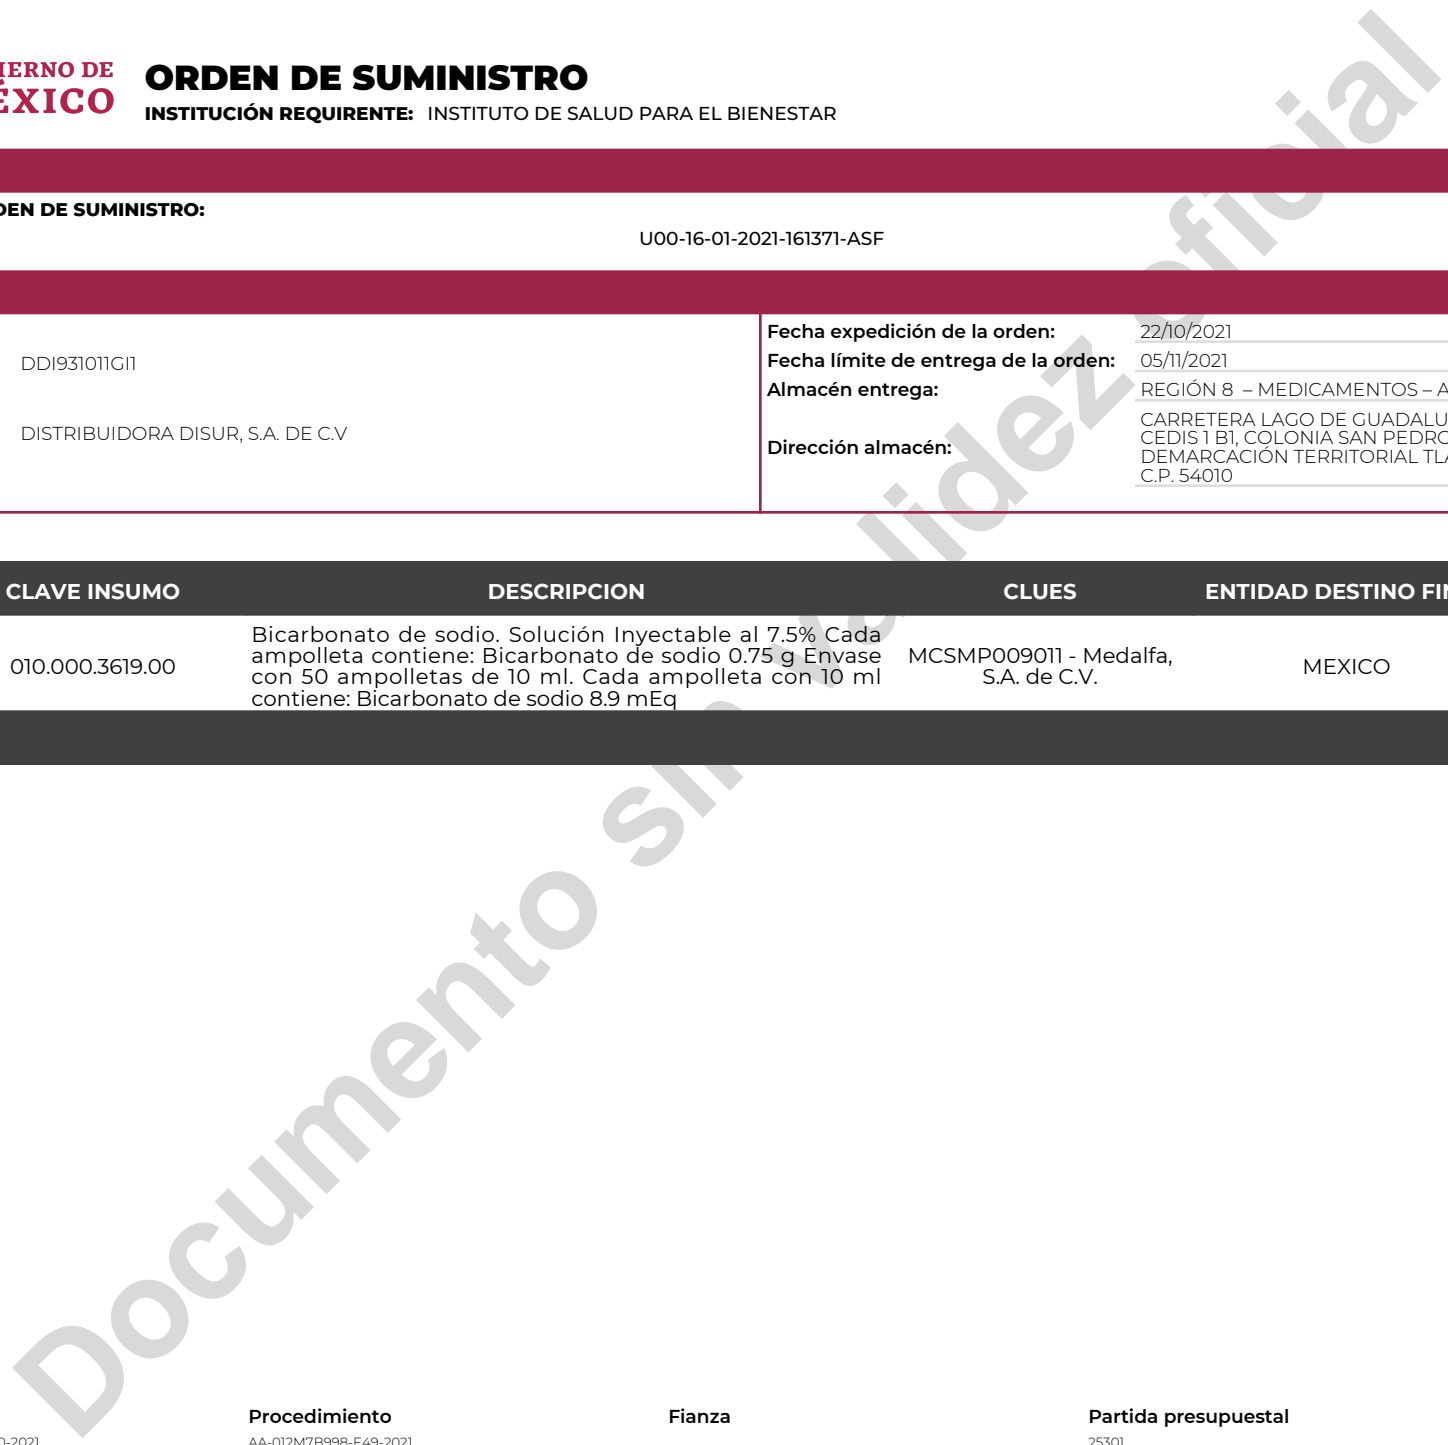 ORDEN DE SUMINISTRO
INSTITUCIÓN REQUIRENTE: INSTITUTO DE SALUD PARA EL BIENESTAR
DE
ÉXICO
DE SUMINISTRO:
U00-16-01-2021-161371-ASF
DDI931011GI1
DISTRIBUIDORA DISUR, S.A. DE C.V
Fecha expedición de la orden: 22/10/2021
Fecha límite de entrega de la orden: 05/11/2021
Almacén entrega: REGIÓN 8 – MEDICAMENTOS –
Dirección almacén:
CARRETERA LAGO DE
CEDIS 1 B1, COLONIA SAN PEDRO
DEMARCACIÓN TERRITORIAL
C.P. 54010
CLAVE INSUMO DESCRIPCION CLUES ENTIDAD DESTINO
010.000.3619.00
Bicarbonato de sodio. Solución Inyectable al 7.5% Cada
ampolleta contiene: Bicarbonato de sodio 0.75 g Envase
con 50 ampolletas de 10 ml. Cada ampolleta con 10 ml
contiene: Bicarbonato de sodio 8.9 mEq
MCSMP009011 - Medalfa,
S.A. de C.V.
MEXICO
Documento sin validez oficial
Procedimiento Fianza Partida presupuestal